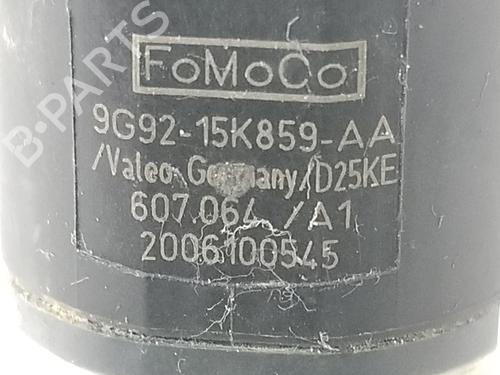 B-PARTS
FoMoCo
9G92-15K859-AA
/Valeo Germany/D25KE
607.064 /A1
2006100545